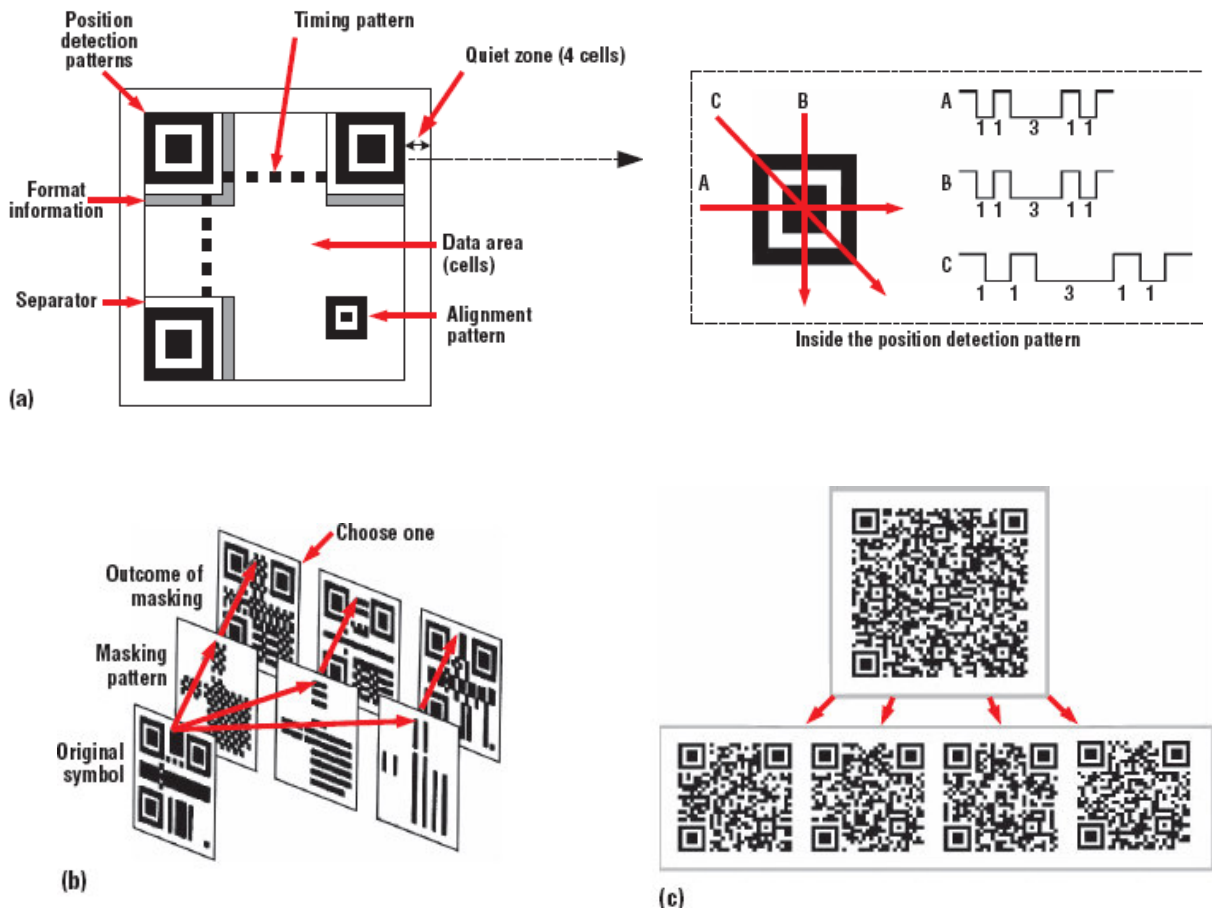 Position
detection
patterns
Timing pattern
Quiet zone (4 cells)
Format
information
Data area
(cells)
Separator
Alignment
pattern
(a)
C
B
A
A
1 1 3 1 1
B
1 1 3 1 1
C
1 1 3 1 1
Inside the position detection pattern
Choose one
Outcome of
masking
Masking
pattern
Original
symbol
(b)
(c)